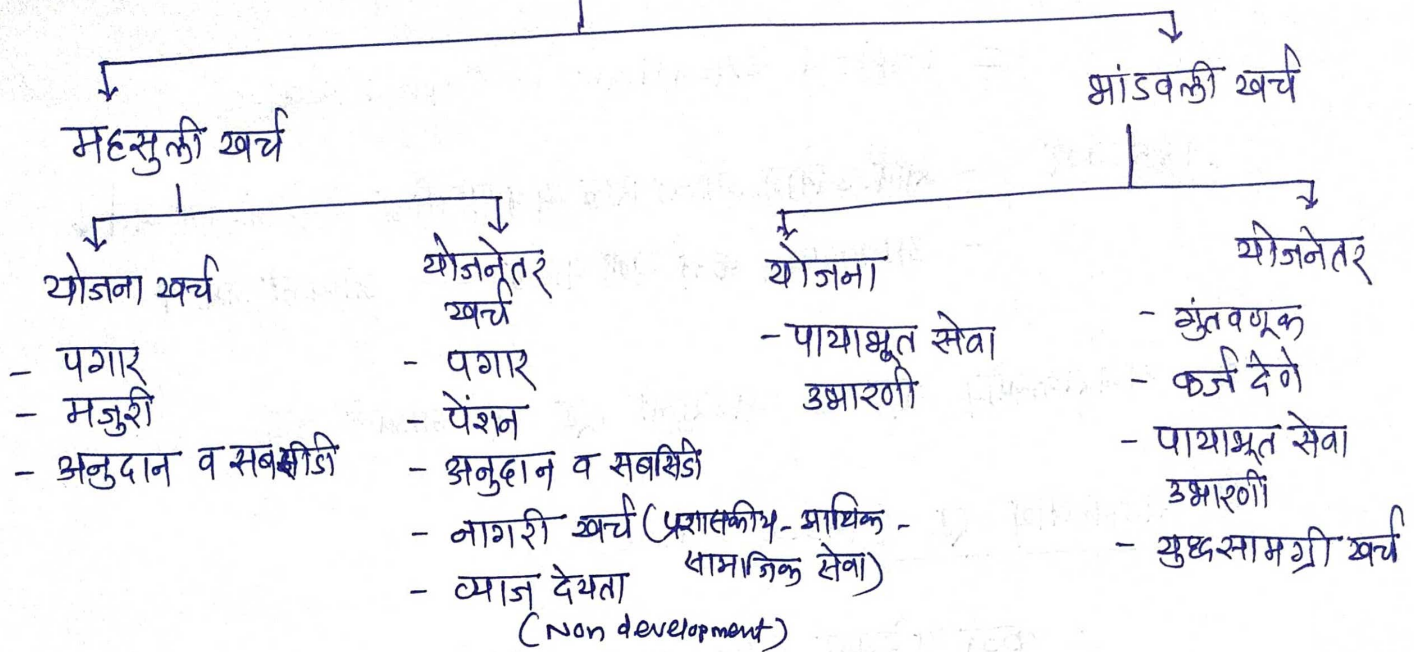 महसुली खर्च
भांडवली खर्च
योजना खर्च
- पगार
- मजुरी
- अनुदान व सबसीडी
योजनेतर
खर्च
- पगार
- पेंशन
- अनुदान व सबसिडी
- नागरी खर्च (प्रशासकीय - आर्थिक -
सामाजिक सेवा)
- व्याज देयता
(Non development)
योजना
- पायाभूत सेवा
उभारणी
योजनेतर
- गुंतवणूक
- कर्ज देणे
- पायाभूत सेवा
उभारणी
- युध्दसामग्री खर्च